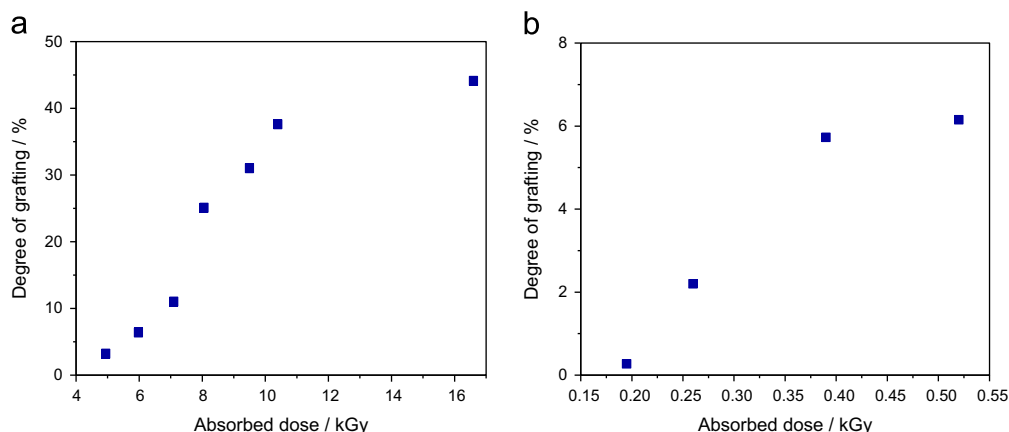 a
50
40
30
20
10
0
Degree of grafting / %
4 6 8 10 12 14 16
Absorbed dose / kGy
b
8
6
4
2
0
Degree of grafting / %
0.15 0.20 0.25 0.30 0.35 0.40 0.45 0.50 0.55
Absorbed dose / kGy